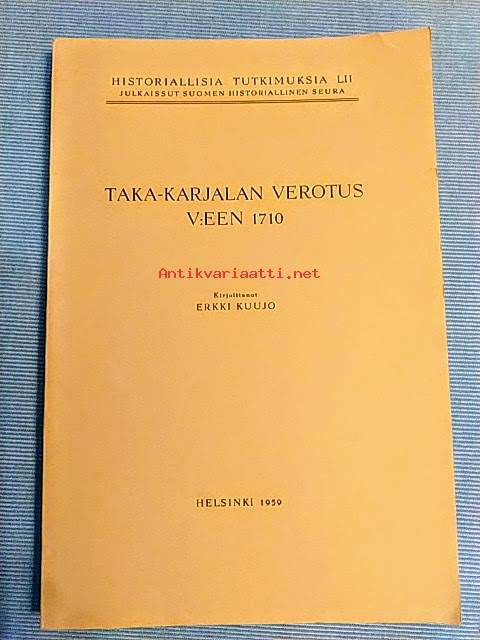 HISTORIALLISIA TUTKIMUKSIA LII
JULKAISSUT SUOMEN HISTORIALLINEN SEURA
TAKA-KARJALAN VEROTUS
V:EEN 1710
Antikvariaatti.net
Kirjoittanut
ERKKI KUUJO
HELSINKI 1959